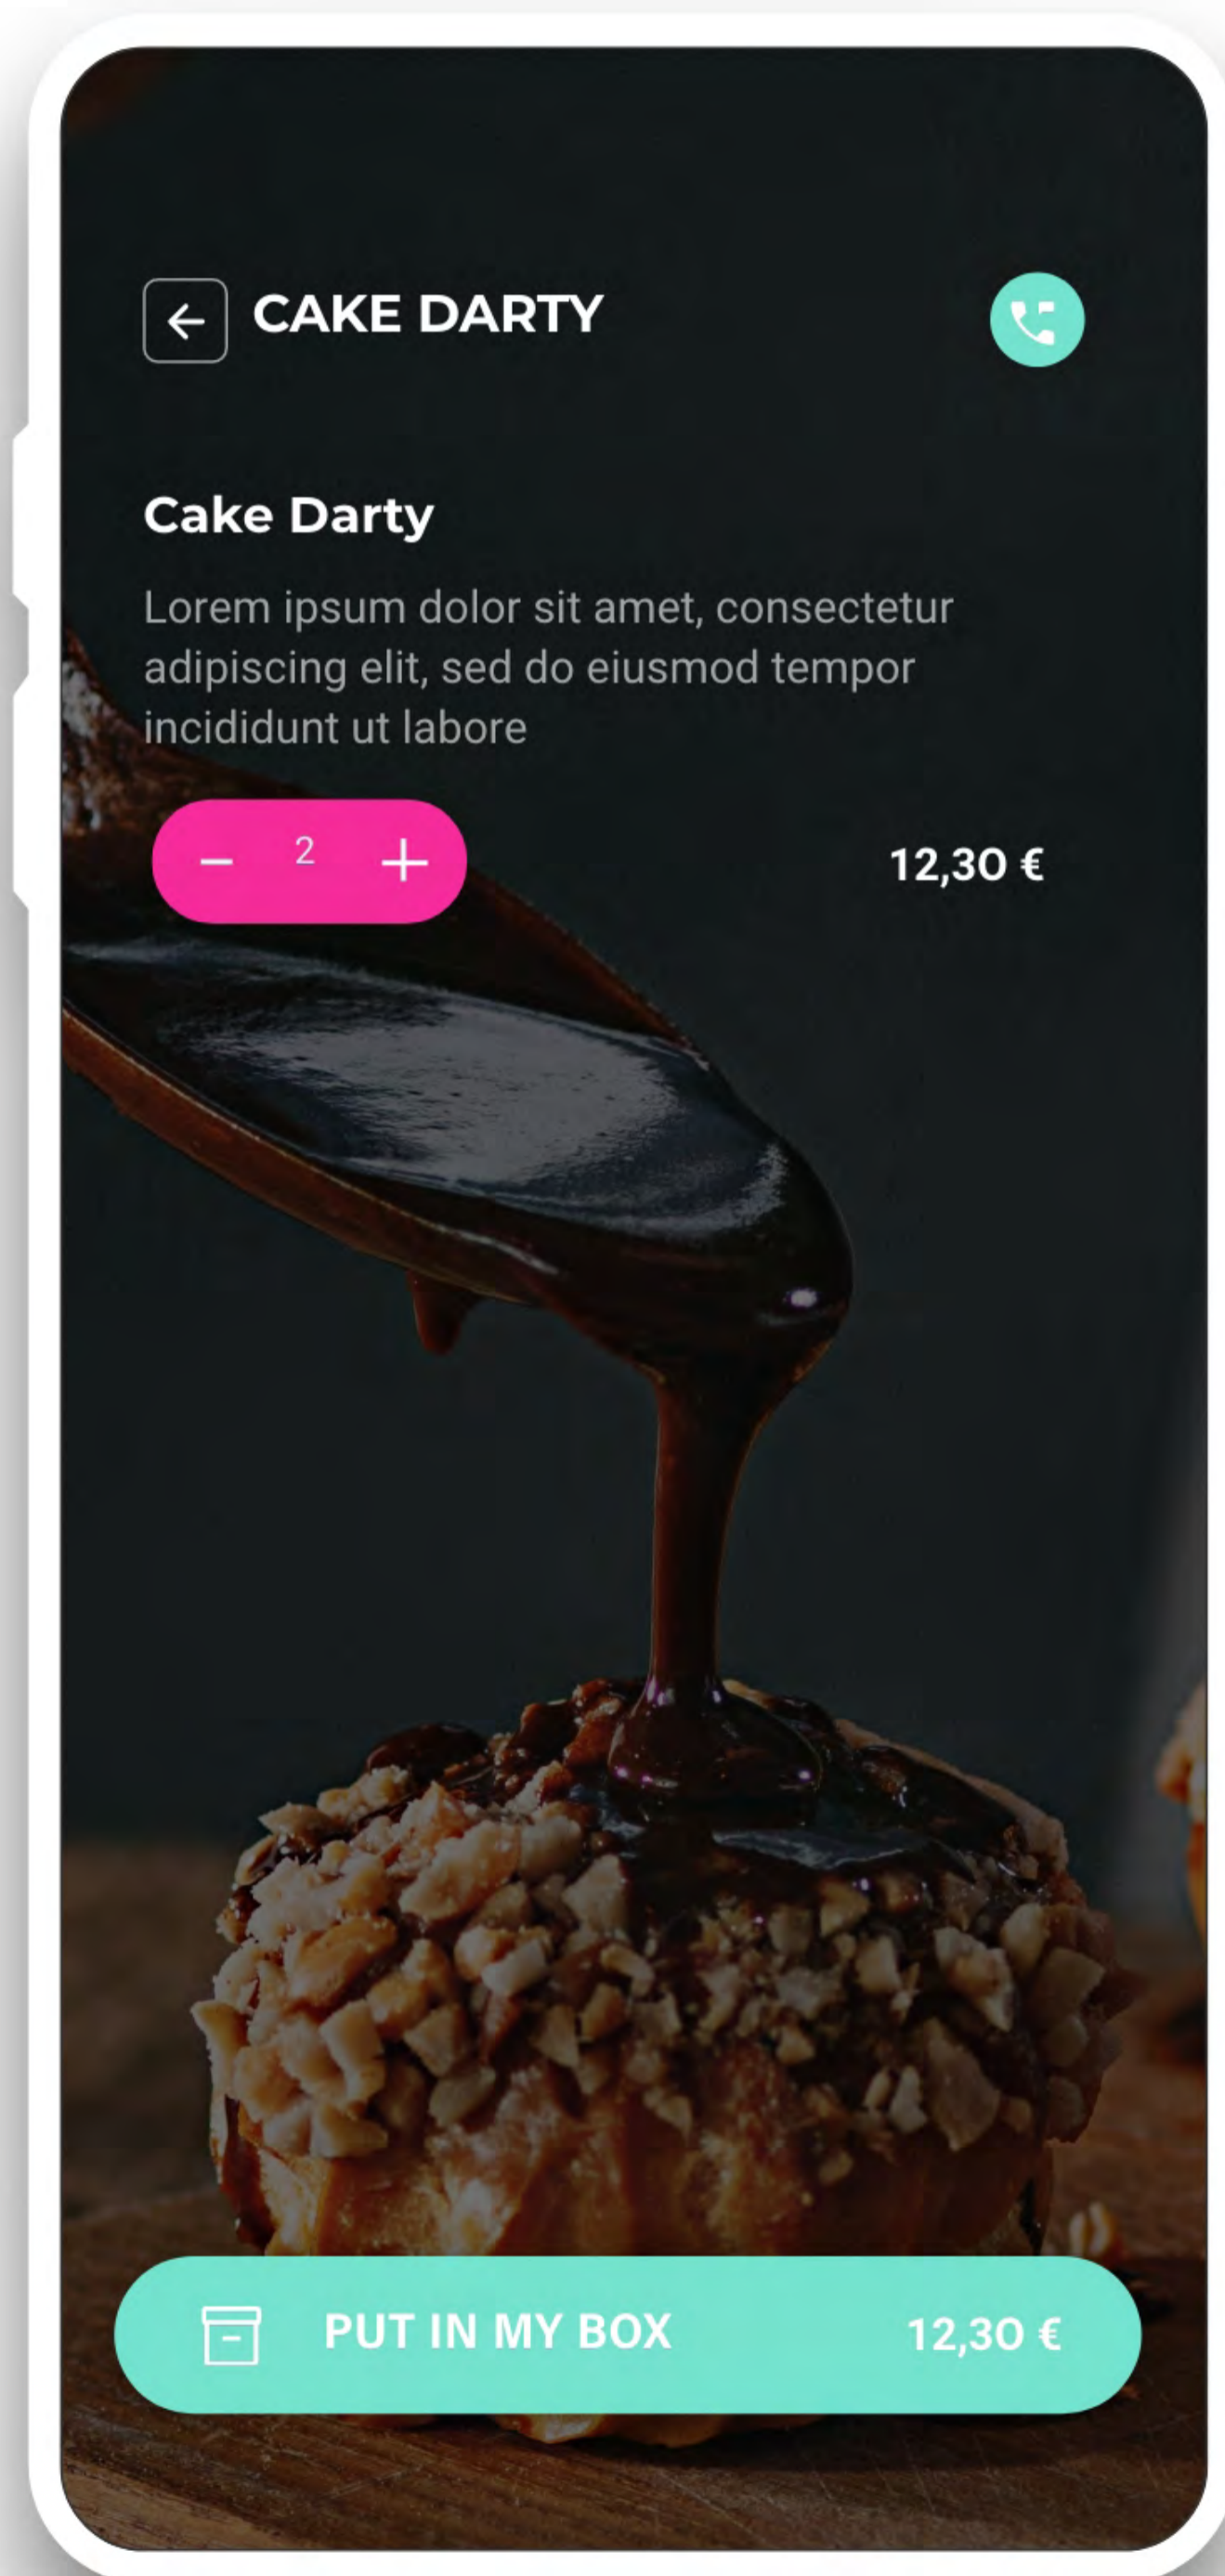 CAKE DARTY
Cake Darty
Lorem ipsum dolor sit amet, consectetur
adipiscing elit, sed do eiusmod tempor
incididunt ut labore
2
12,30 €
PUT IN MY BOX
12,30 €